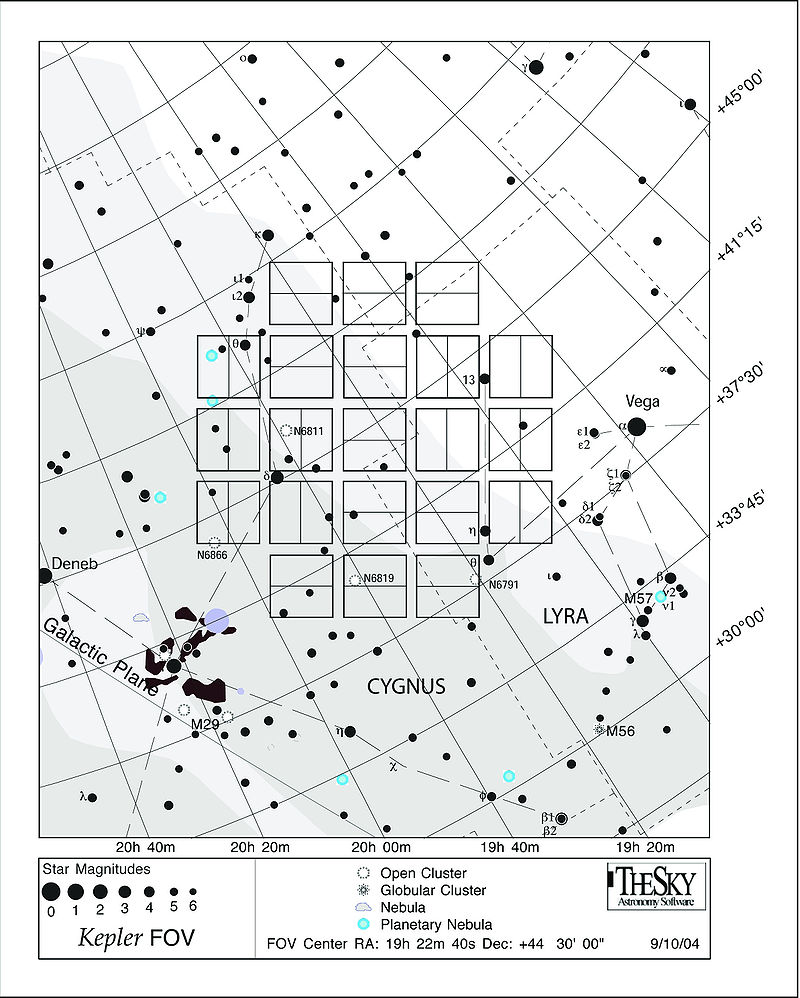 ο
γ
ι
+45°00'
κ
+41°15'
ι1
ι2
ψ
θ
13
+37°30'
∝
Vega
α
ε1
ε2
N6811
ζ1
ζ2
δ
+33°45'
δ1
δ2
η
N6866
θ
Deneb
N6819
N6791
ι
β
ν2
ν1
M57
γ
λ
LYRA
+30°00'
Galactic Plane
CYGNUS
M29
η
M56
χ
λ
φ
β1
β2
20h 40m 20h 20m 20h 00m 19h 40m 19h 20m
Star Magnitudes
0 1 2 3 4 5 6
Kepler FOV
Open Cluster
Globular Cluster
Nebula
Planetary Nebula
FOV Center RA: 19h 22m 40s Dec: +44 30' 00" 9/10/04
THESKY
Astronomy Software